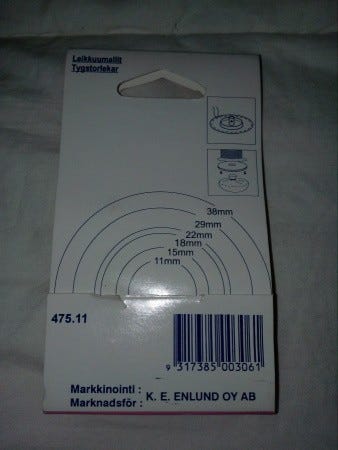 Leikkuumallit
Tygstorlekar
38mm
29mm
22mm
18mm
15mm
11mm
475.11
9 317385 003061
Markkinointi :
Marknadsför : K. E. ENLUND OY AB